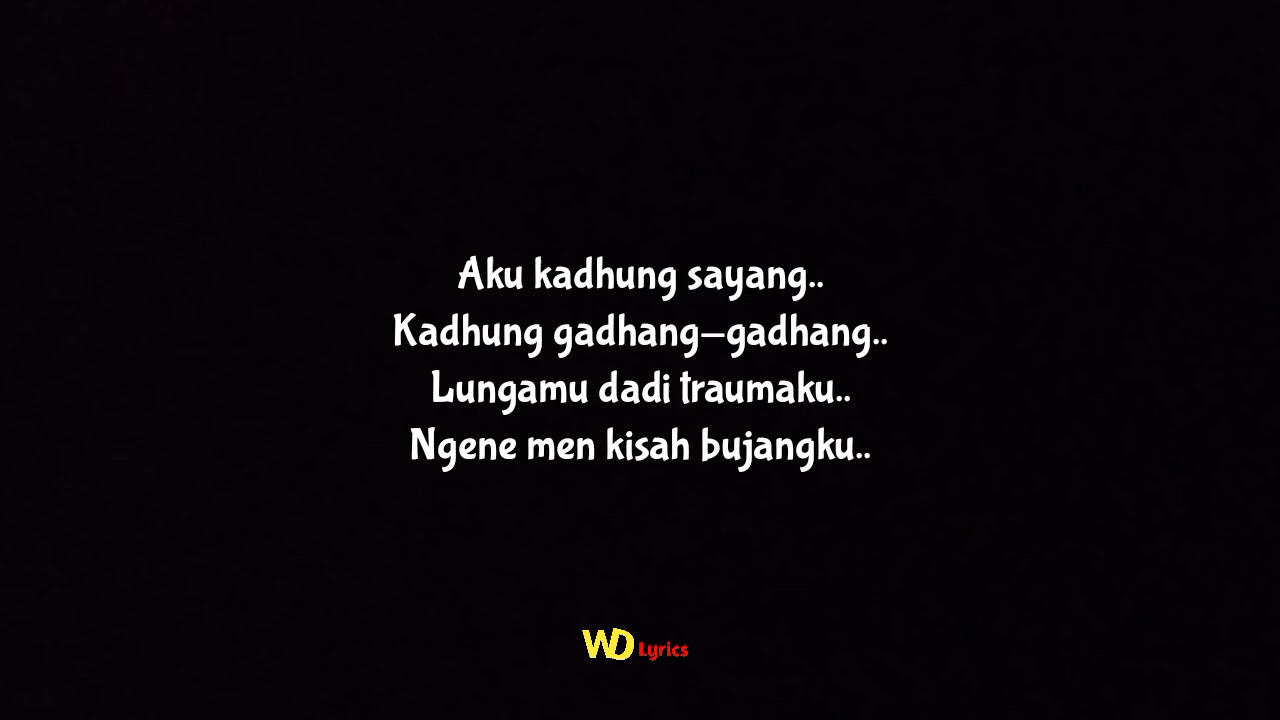 Aku kadhung sayang..
Kadhung gadhang-gadhang..
Lungamu dadi traumaku..
Ngene men kisah bujangku..
WD Lyrics